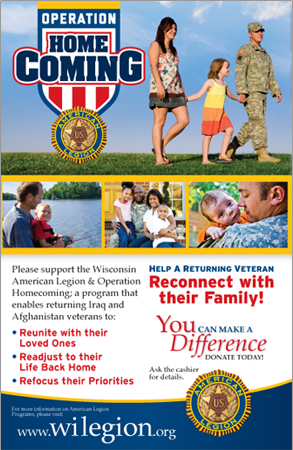 OPERATION
HOME
COMING
AMERICAN
US
LEGION
Please support the Wisconsin
American Legion & Operation
Homecoming; a program that
enables returning Iraq and
Afghanistan veterans to:
• Reunite with their
Loved Ones
• Readjust to their
Life Back Home
• Refocus their Priorities
HELP A RETURNING VETERAN
Reconnect with
their Family!
You CAN MAKE A
Difference
DONATE TODAY!
Ask the cashier
for details.
AMERICAN
US
LEGION
For more information on American Legion
Programs, please visit:
www.wilegion.org